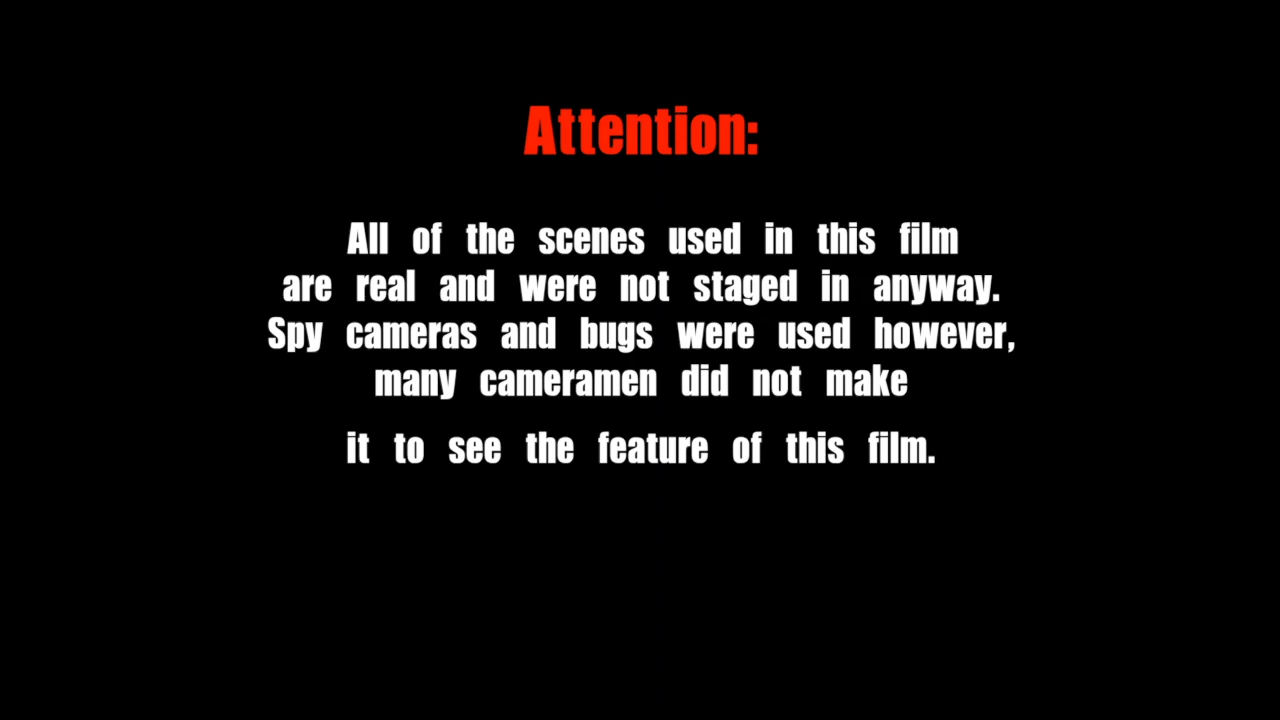 Attention:
All of the scenes used in this film
are real and were not staged in anyway.
Spy cameras and bugs were used however,
many cameramen did not make
it to see the feature of this film.